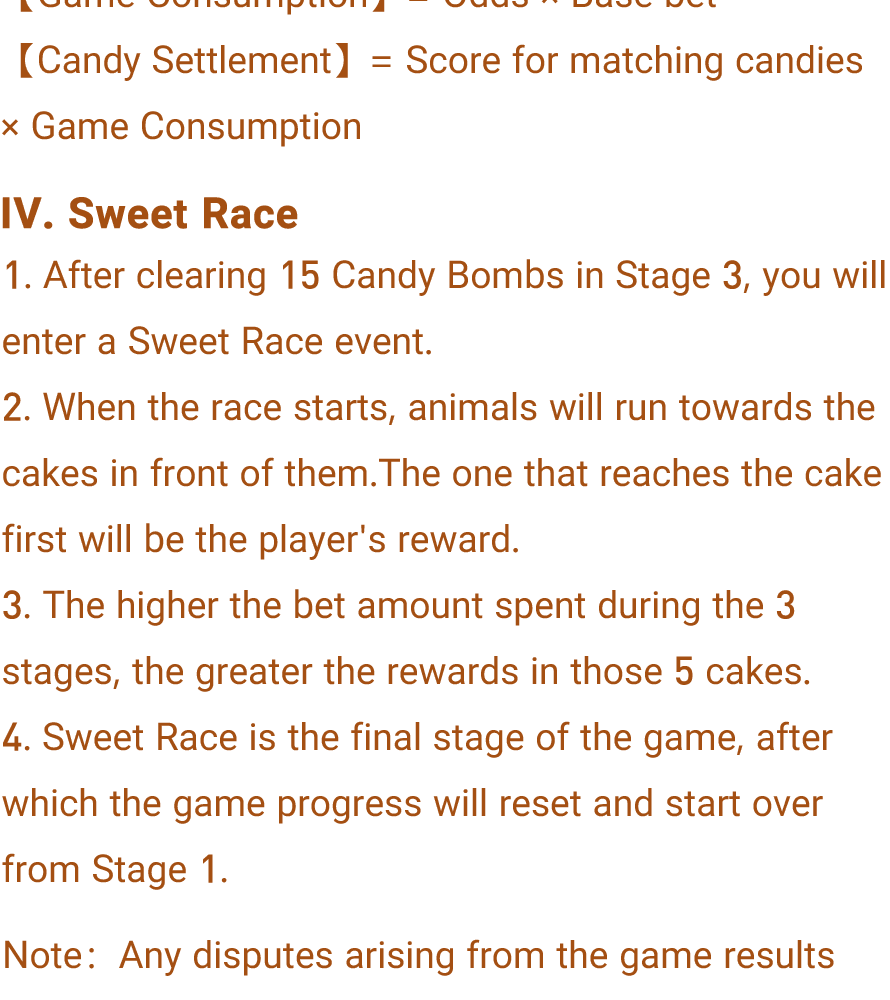 【Game Consumption】= Odds × Base bet
【Candy Settlement】= Score for matching candies
× Game Consumption
IV. Sweet Race
1. After clearing 15 Candy Bombs in Stage 3, you will
enter a Sweet Race event.
2. When the race starts, animals will run towards the
cakes in front of them.The one that reaches the cake
first will be the player's reward.
3. The higher the bet amount spent during the 3
stages, the greater the rewards in those 5 cakes.
4. Sweet Race is the final stage of the game, after
which the game progress will reset and start over
from Stage 1.
Note：Any disputes arising from the game results